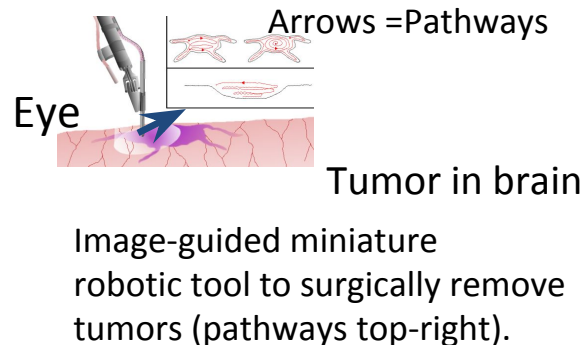 Arrows =Pathways
Eye
Tumor in brain
Image-guided miniature
robotic tool to surgically remove
tumors (pathways top-right).